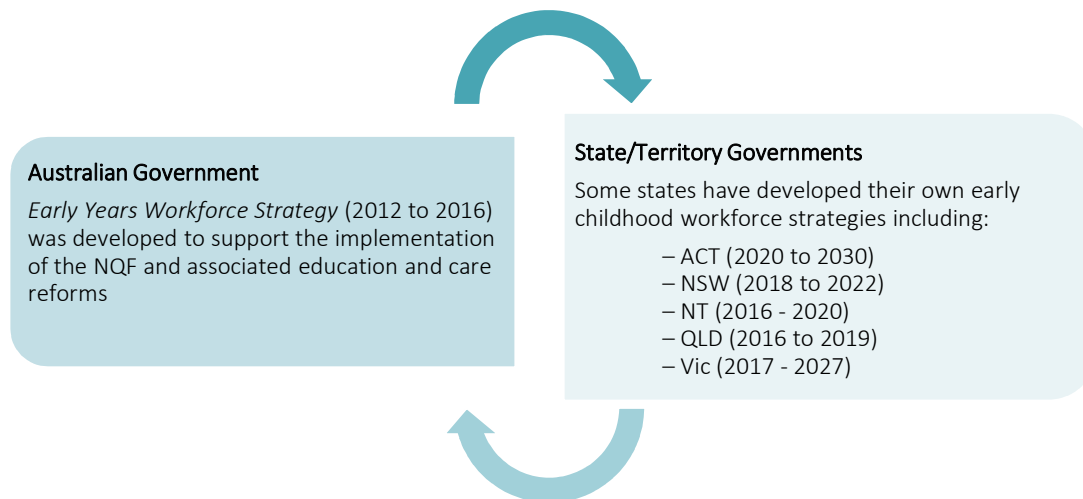 Australian Government
Early Years Workforce Strategy (2012 to 2016)
was developed to support the implementation
of the NQF and associated education and care
reforms
State/Territory Governments
Some states have developed their own early
childhood workforce strategies including:
– ACT (2020 to 2030)
– NSW (2018 to 2022)
– NT (2016 - 2020)
– QLD (2016 to 2019)
– Vic (2017 - 2027)